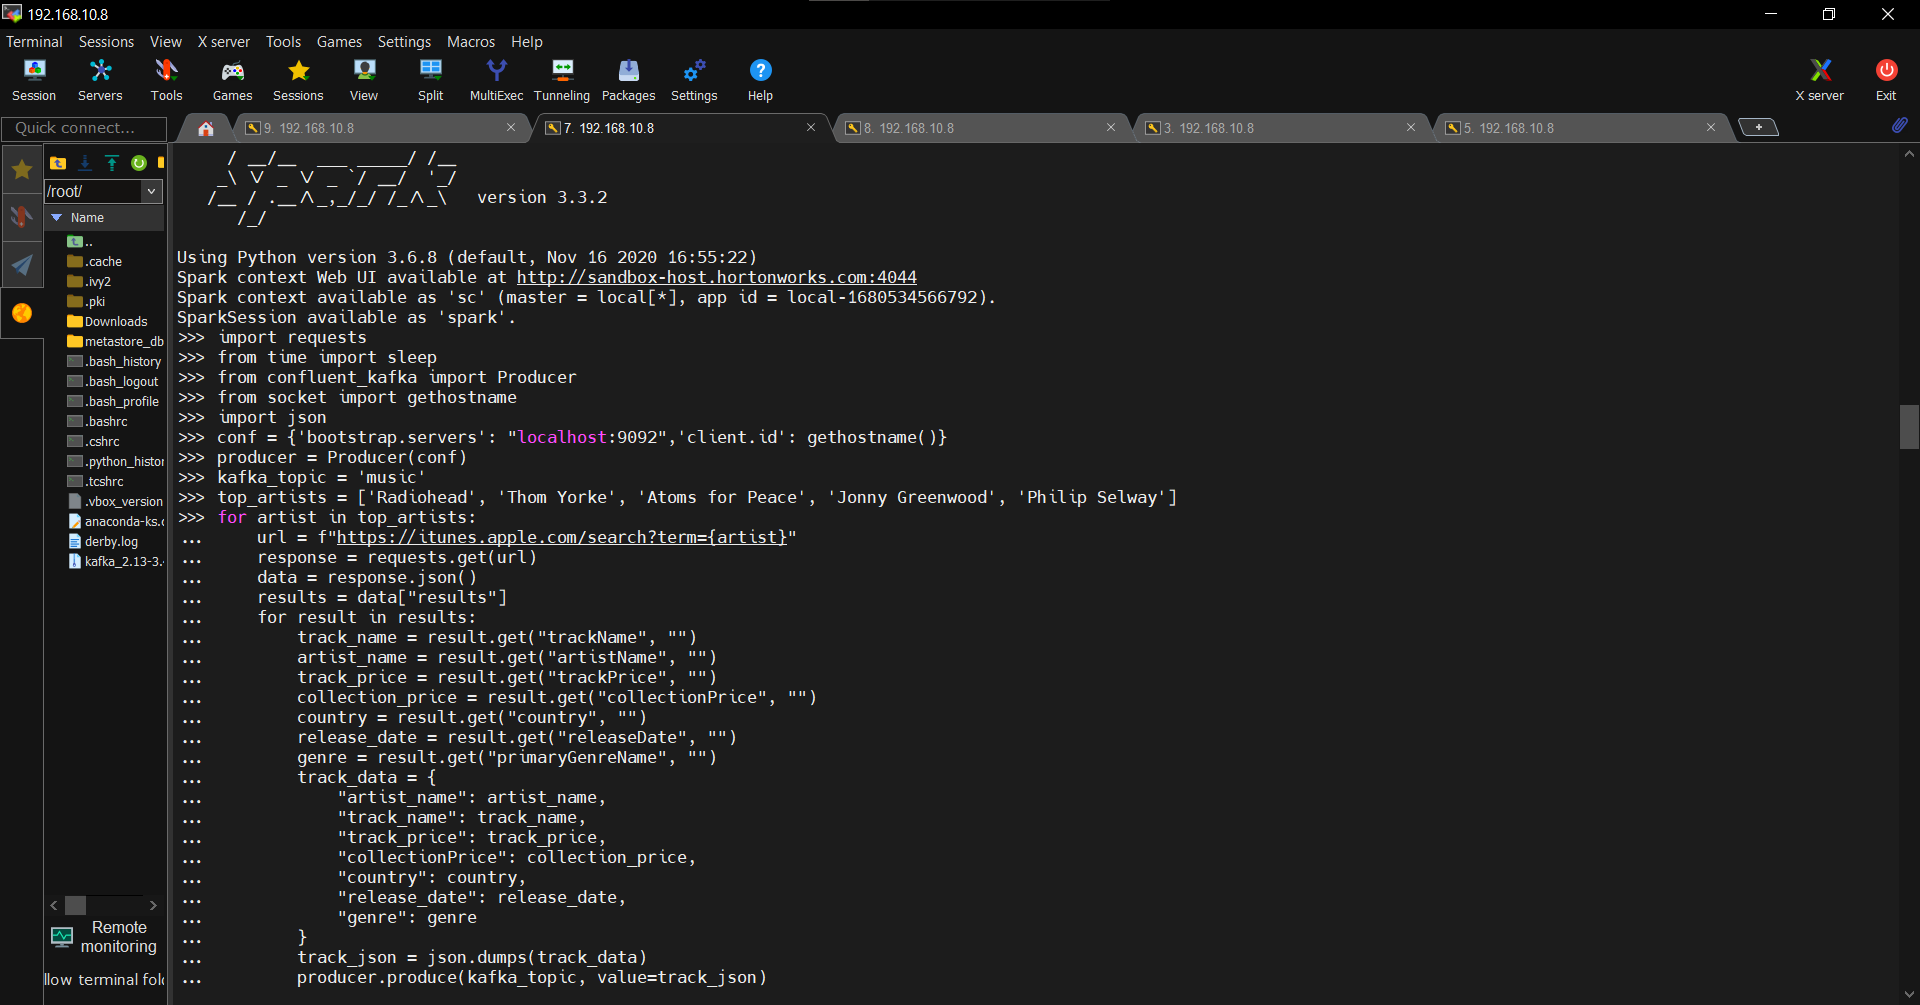 192.168.10.8
Terminal Sessions View X server Tools Games Settings Macros Help
Session Servers Tools Games Sessions View Split MultiExec Tunneling Packages Settings Help X server Exit
Quick connect... 9. 192.168.10.8 7. 192.168.10.8 8. 192.168.10.8 3. 192.168.10.8 5. 192.168.10.8
/root/
Name
..
.cache
.ivy2
.pki
Downloads
metastore_db
.bash_history
.bash_logout
.bash_profile
.bashrc
.cshrc
.python_histor
.tcshrc
.vbox_version
anaconda-ks.c
derby.log
kafka_2.13-3.
Remote
monitoring
llow terminal fol
      / __/__  ___ _____/ /__
    _\ \/ _ \/ _ `/ __/  '_/
   /__ / .__/\_,_/_/ /_/\_\   version 3.3.2
      /_/
Using Python version 3.6.8 (default, Nov 16 2020 16:55:22)
Spark context Web UI available at http://sandbox-host.hortonworks.com:4044
Spark context available as 'sc' (master = local[*], app id = local-1680534566792).
SparkSession available as 'spark'.
>>> import requests
>>> from time import sleep
>>> from confluent_kafka import Producer
>>> from socket import gethostname
>>> import json
>>> conf = {'bootstrap.servers': "localhost:9092",'client.id': gethostname()}
>>> producer = Producer(conf)
>>> kafka_topic = 'music'
>>> top_artists = ['Radiohead', 'Thom Yorke', 'Atoms for Peace', 'Jonny Greenwood', 'Philip Selway']
>>> for artist in top_artists:
...     url = f"https://itunes.apple.com/search?term={artist}"
...     response = requests.get(url)
...     data = response.json()
...     results = data["results"]
...     for result in results:
...         track_name = result.get("trackName", "")
...         artist_name = result.get("artistName", "")
...         track_price = result.get("trackPrice", "")
...         collection_price = result.get("collectionPrice", "")
...         country = result.get("country", "")
...         release_date = result.get("releaseDate", "")
...         genre = result.get("primaryGenreName", "")
...         track_data = {
...             "artist_name": artist_name,
...             "track_name": track_name,
...             "track_price": track_price,
...             "collectionPrice": collection_price,
...             "country": country,
...             "release_date": release_date,
...             "genre": genre
...         }
...         track_json = json.dumps(track_data)
...         producer.produce(kafka_topic, value=track_json)